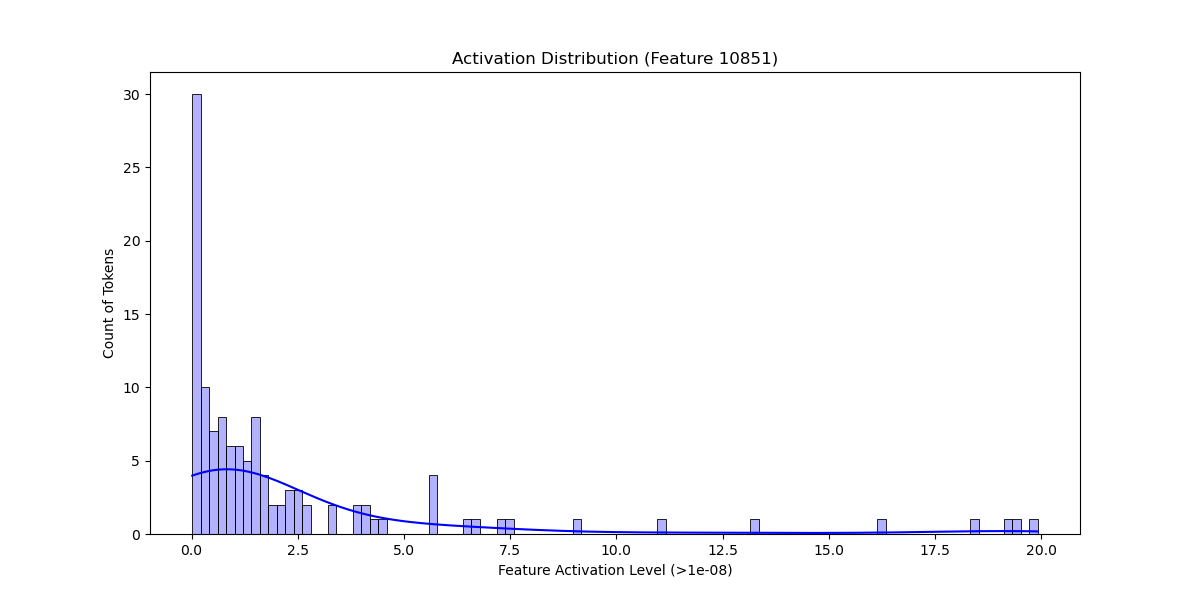 Activation Distribution (Feature 10851)
30
25
20
15
10
5
0
Count of Tokens
0.0 2.5 5.0 7.5 10.0 12.5 15.0 17.5 20.0
Feature Activation Level (>1e-08)